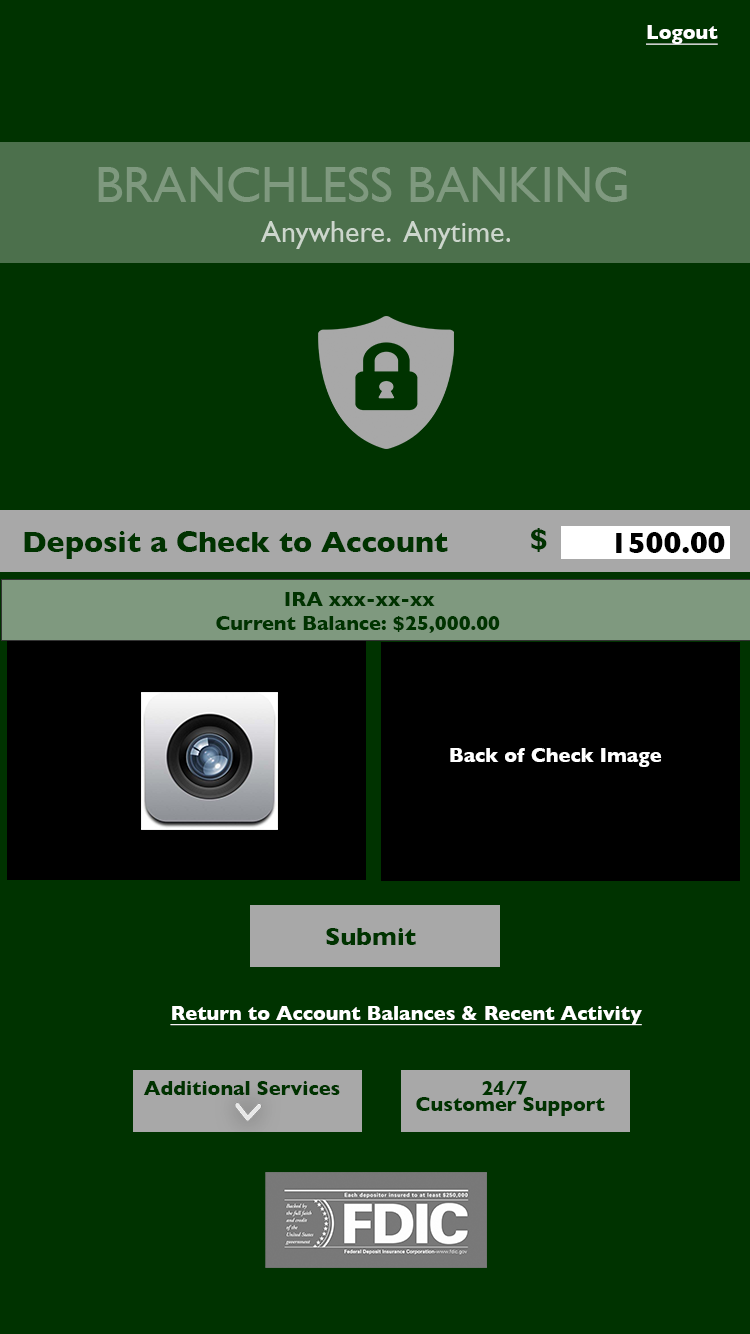 Logout
BRANCHLESS BANKING
Anywhere. Anytime.
Deposit a Check to Account $ 1500.00
IRA xxx-xx-xx
Current Balance: $25,000.00
Back of Check Image
Submit
Return to Account Balances & Recent Activity
Additional Services
24/7
Customer Support
Each depositor insured to at least $250,000
Backed by
the full faith
and credit
of the
United States
government
FDIC
Federal Deposit Insurance Corporation • www.fdic.gov